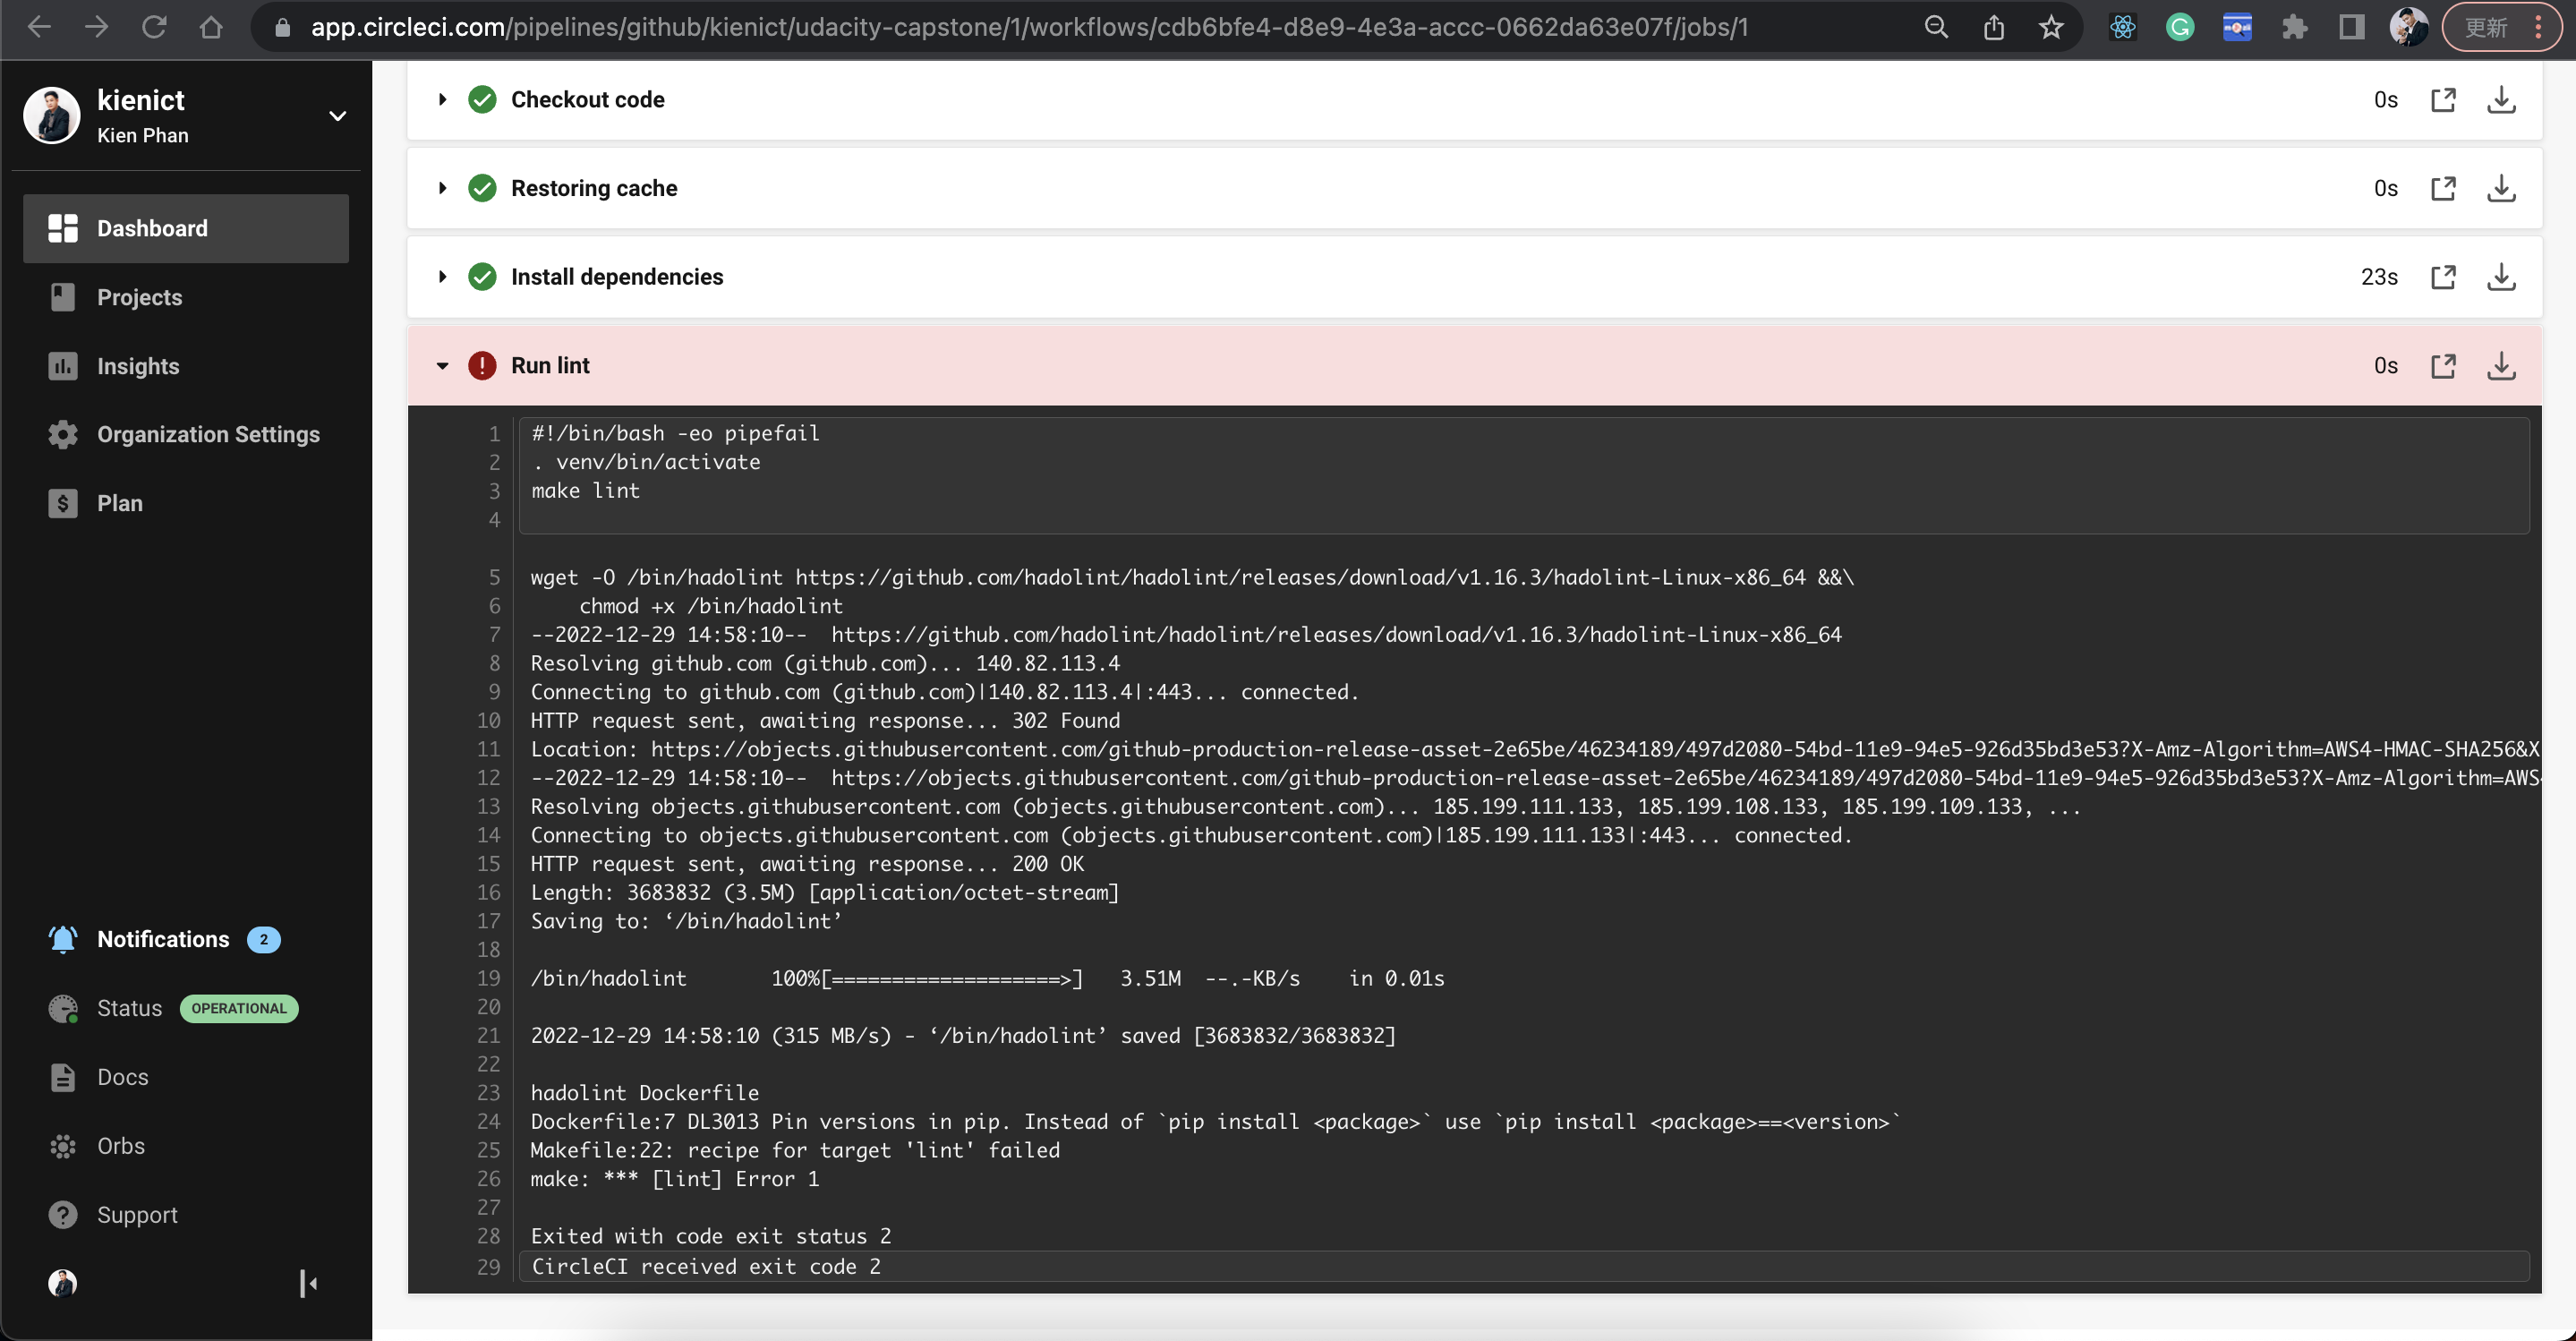 app.circleci.com/pipelines/github/kienict/udacity-capstone/1/workflows/cdb6bfe4-d8e9-4e3a-accc-0662da63e07f/jobs/1
更新
kienict
Kien Phan
Dashboard
Projects
Insights
Organization Settings
Plan
Notifications 2
Status OPERATIONAL
Docs
Orbs
Support
Checkout code 0s
Restoring cache 0s
Install dependencies 23s
Run lint 0s
1 #!/bin/bash -eo pipefail
2 . venv/bin/activate
3 make lint
4
5 wget -O /bin/hadolint https://github.com/hadolint/hadolint/releases/download/v1.16.3/hadolint-Linux-x86_64 &&\
6 chmod +x /bin/hadolint
7 --2022-12-29 14:58:10-- https://github.com/hadolint/hadolint/releases/download/v1.16.3/hadolint-Linux-x86_64
8 Resolving github.com (github.com)... 140.82.113.4
9 Connecting to github.com (github.com)|140.82.113.4|:443... connected.
10 HTTP request sent, awaiting response... 302 Found
11 Location: https://objects.githubusercontent.com/github-production-release-asset-2e65be/46234189/497d2080-54bd-11e9-94e5-926d35bd3e53?X-Amz-Algorithm=AWS4-HMAC-SHA256&X
12 --2022-12-29 14:58:10-- https://objects.githubusercontent.com/github-production-release-asset-2e65be/46234189/497d2080-54bd-11e9-94e5-926d35bd3e53?X-Amz-Algorithm=AWS
13 Resolving objects.githubusercontent.com (objects.githubusercontent.com)... 185.199.111.133, 185.199.108.133, 185.199.109.133, ...
14 Connecting to objects.githubusercontent.com (objects.githubusercontent.com)|185.199.111.133|:443... connected.
15 HTTP request sent, awaiting response... 200 OK
16 Length: 3683832 (3.5M) [application/octet-stream]
17 Saving to: ‘/bin/hadolint’
18
19 /bin/hadolint 100%[===================>] 3.51M --.-KB/s in 0.01s
20
21 2022-12-29 14:58:10 (315 MB/s) - ‘/bin/hadolint’ saved [3683832/3683832]
22
23 hadolint Dockerfile
24 Dockerfile:7 DL3013 Pin versions in pip. Instead of `pip install <package>` use `pip install <package>==<version>`
25 Makefile:22: recipe for target 'lint' failed
26 make: *** [lint] Error 1
27
28 Exited with code exit status 2
29 CircleCI received exit code 2